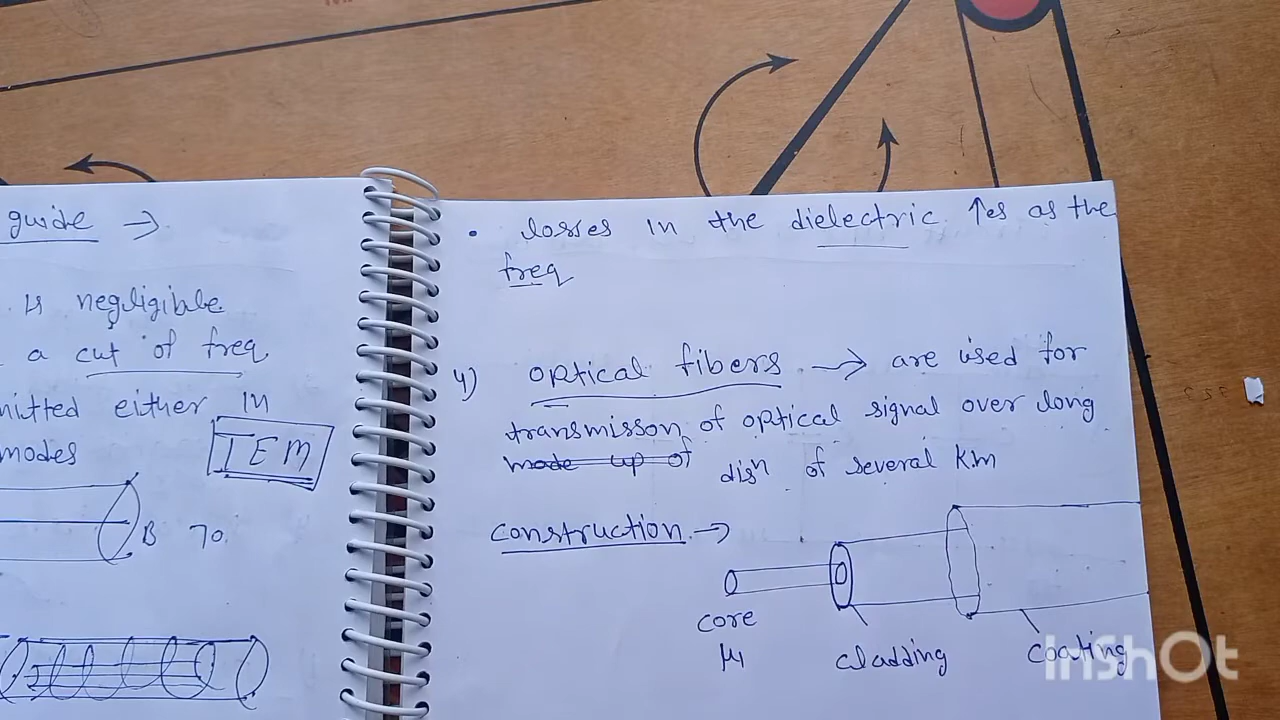 guide →
is negligible
a cut of freq
mitted either in
modes
TEM
B 70.
• losses in the dielectric ↑es as the
freq
4) optical fibers → are used for
transmisson of optical signal over long
made up of disn of several Km
construction →
core
μ1
cladding
coating
InShOt